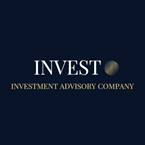 INVEST
INVESTMENT ADVISORY COMPANY